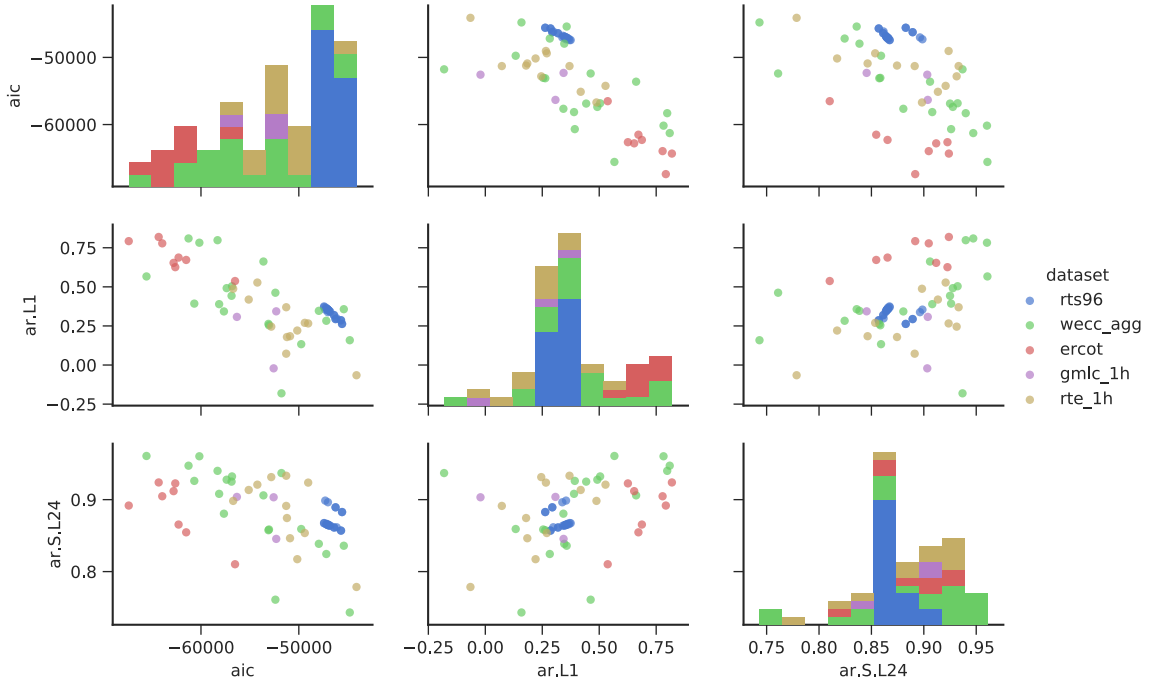 aic
−50000
−60000
ar.L1
0.75
0.50
0.25
0.00
−0.25
dataset
rts96
wecc_agg
ercot
gmlc_1h
rte_1h
ar.S.L24
0.9
0.8
−60000 −50000
−0.25 0.00 0.25 0.50 0.75
0.75 0.80 0.85 0.90 0.95
aic ar.L1 ar.S.L24